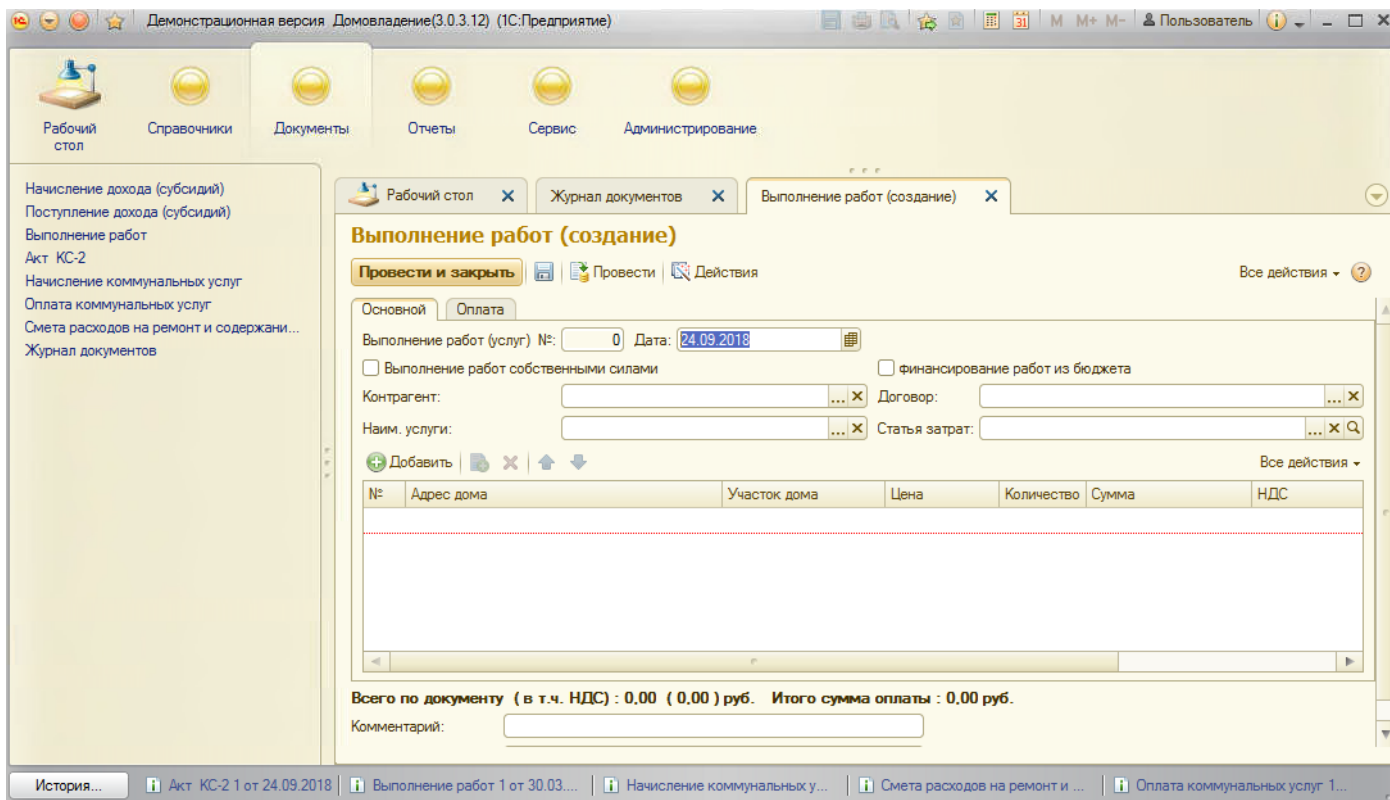 Демонстрационная версия Домовладение(3.0.3.12) (1С:Предприятие)
31 M M+ M- Пользователь
Рабочий стол
Справочники
Документы
Отчеты
Сервис
Администрирование
Начисление дохода (субсидий)
Поступление дохода (субсидий)
Выполнение работ
Акт КС-2
Начисление коммунальных услуг
Оплата коммунальных услуг
Смета расходов на ремонт и содержани...
Журнал документов
Рабочий стол Журнал документов Выполнение работ (создание)
Выполнение работ (создание)
Провести и закрыть Провести Действия Все действия ?
Основной Оплата
Выполнение работ (услуг) №: 0 Дата: 24.09.2018
Выполнение работ собственными силами финансирование работ из бюджета
Контрагент: ... Договор: ...
Наим. услуги: ... Статья затрат: ...
Добавить Все действия
№ Адрес дома Участок дома Цена Количество Сумма НДС
Всего по документу ( в т.ч. НДС) : 0,00 ( 0,00 ) руб. Итого сумма оплаты : 0,00 руб.
Комментарий:
История... Акт КС-2 1 от 24.09.2018 Выполнение работ 1 от 30.03.... Начисление коммунальных у... Смета расходов на ремонт и ... Оплата коммунальных услуг 1...